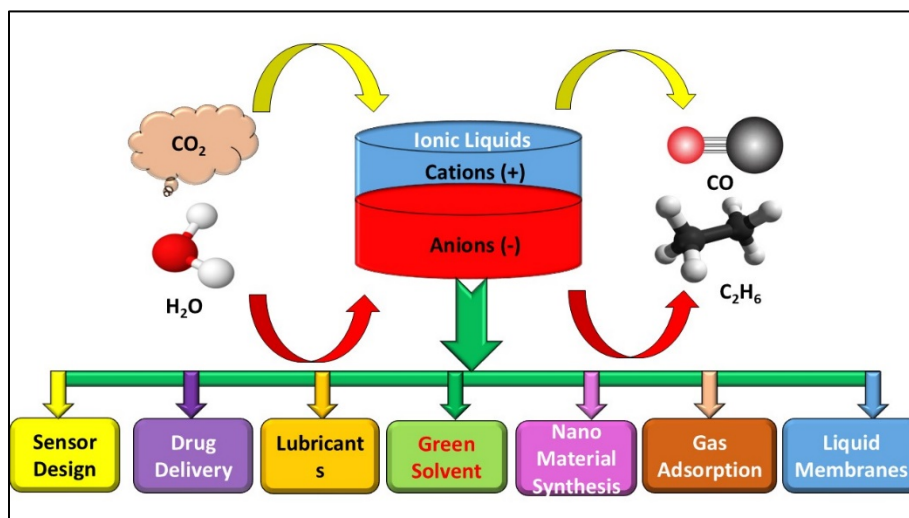 CO₂
H₂O
Ionic Liquids
Cations (+)
Anions (-)
CO
C₂H₆
Sensor
Design
Drug
Delivery
Lubricant
s
Green
Solvent
Nano
Material
Synthesis
Gas
Adsorption
Liquid
Membranes